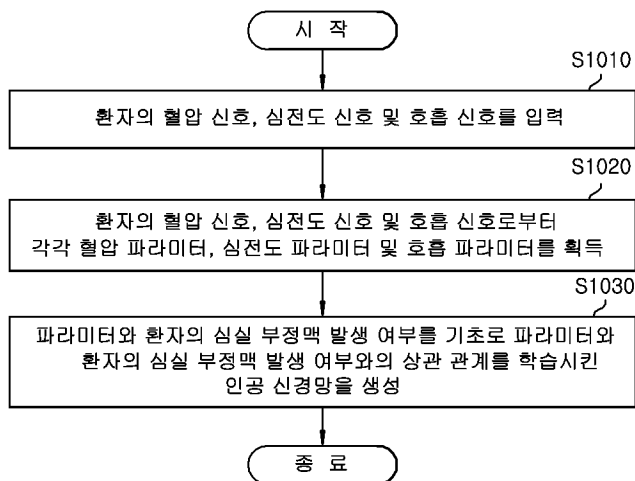 시 작
S1010
환자의 혈압 신호, 심전도 신호 및 호흡 신호를 입력
S1020
환자의 혈압 신호, 심전도 신호 및 호흡 신호로부터
각각 혈압 파라미터, 심전도 파라미터 및 호흡 파라미터를 획득
S1030
파라미터와 환자의 심실 부정맥 발생 여부를 기초로 파라미터와
환자의 심실 부정맥 발생 여부와의 상관 관계를 학습시킨
인공 신경망을 생성
종 료